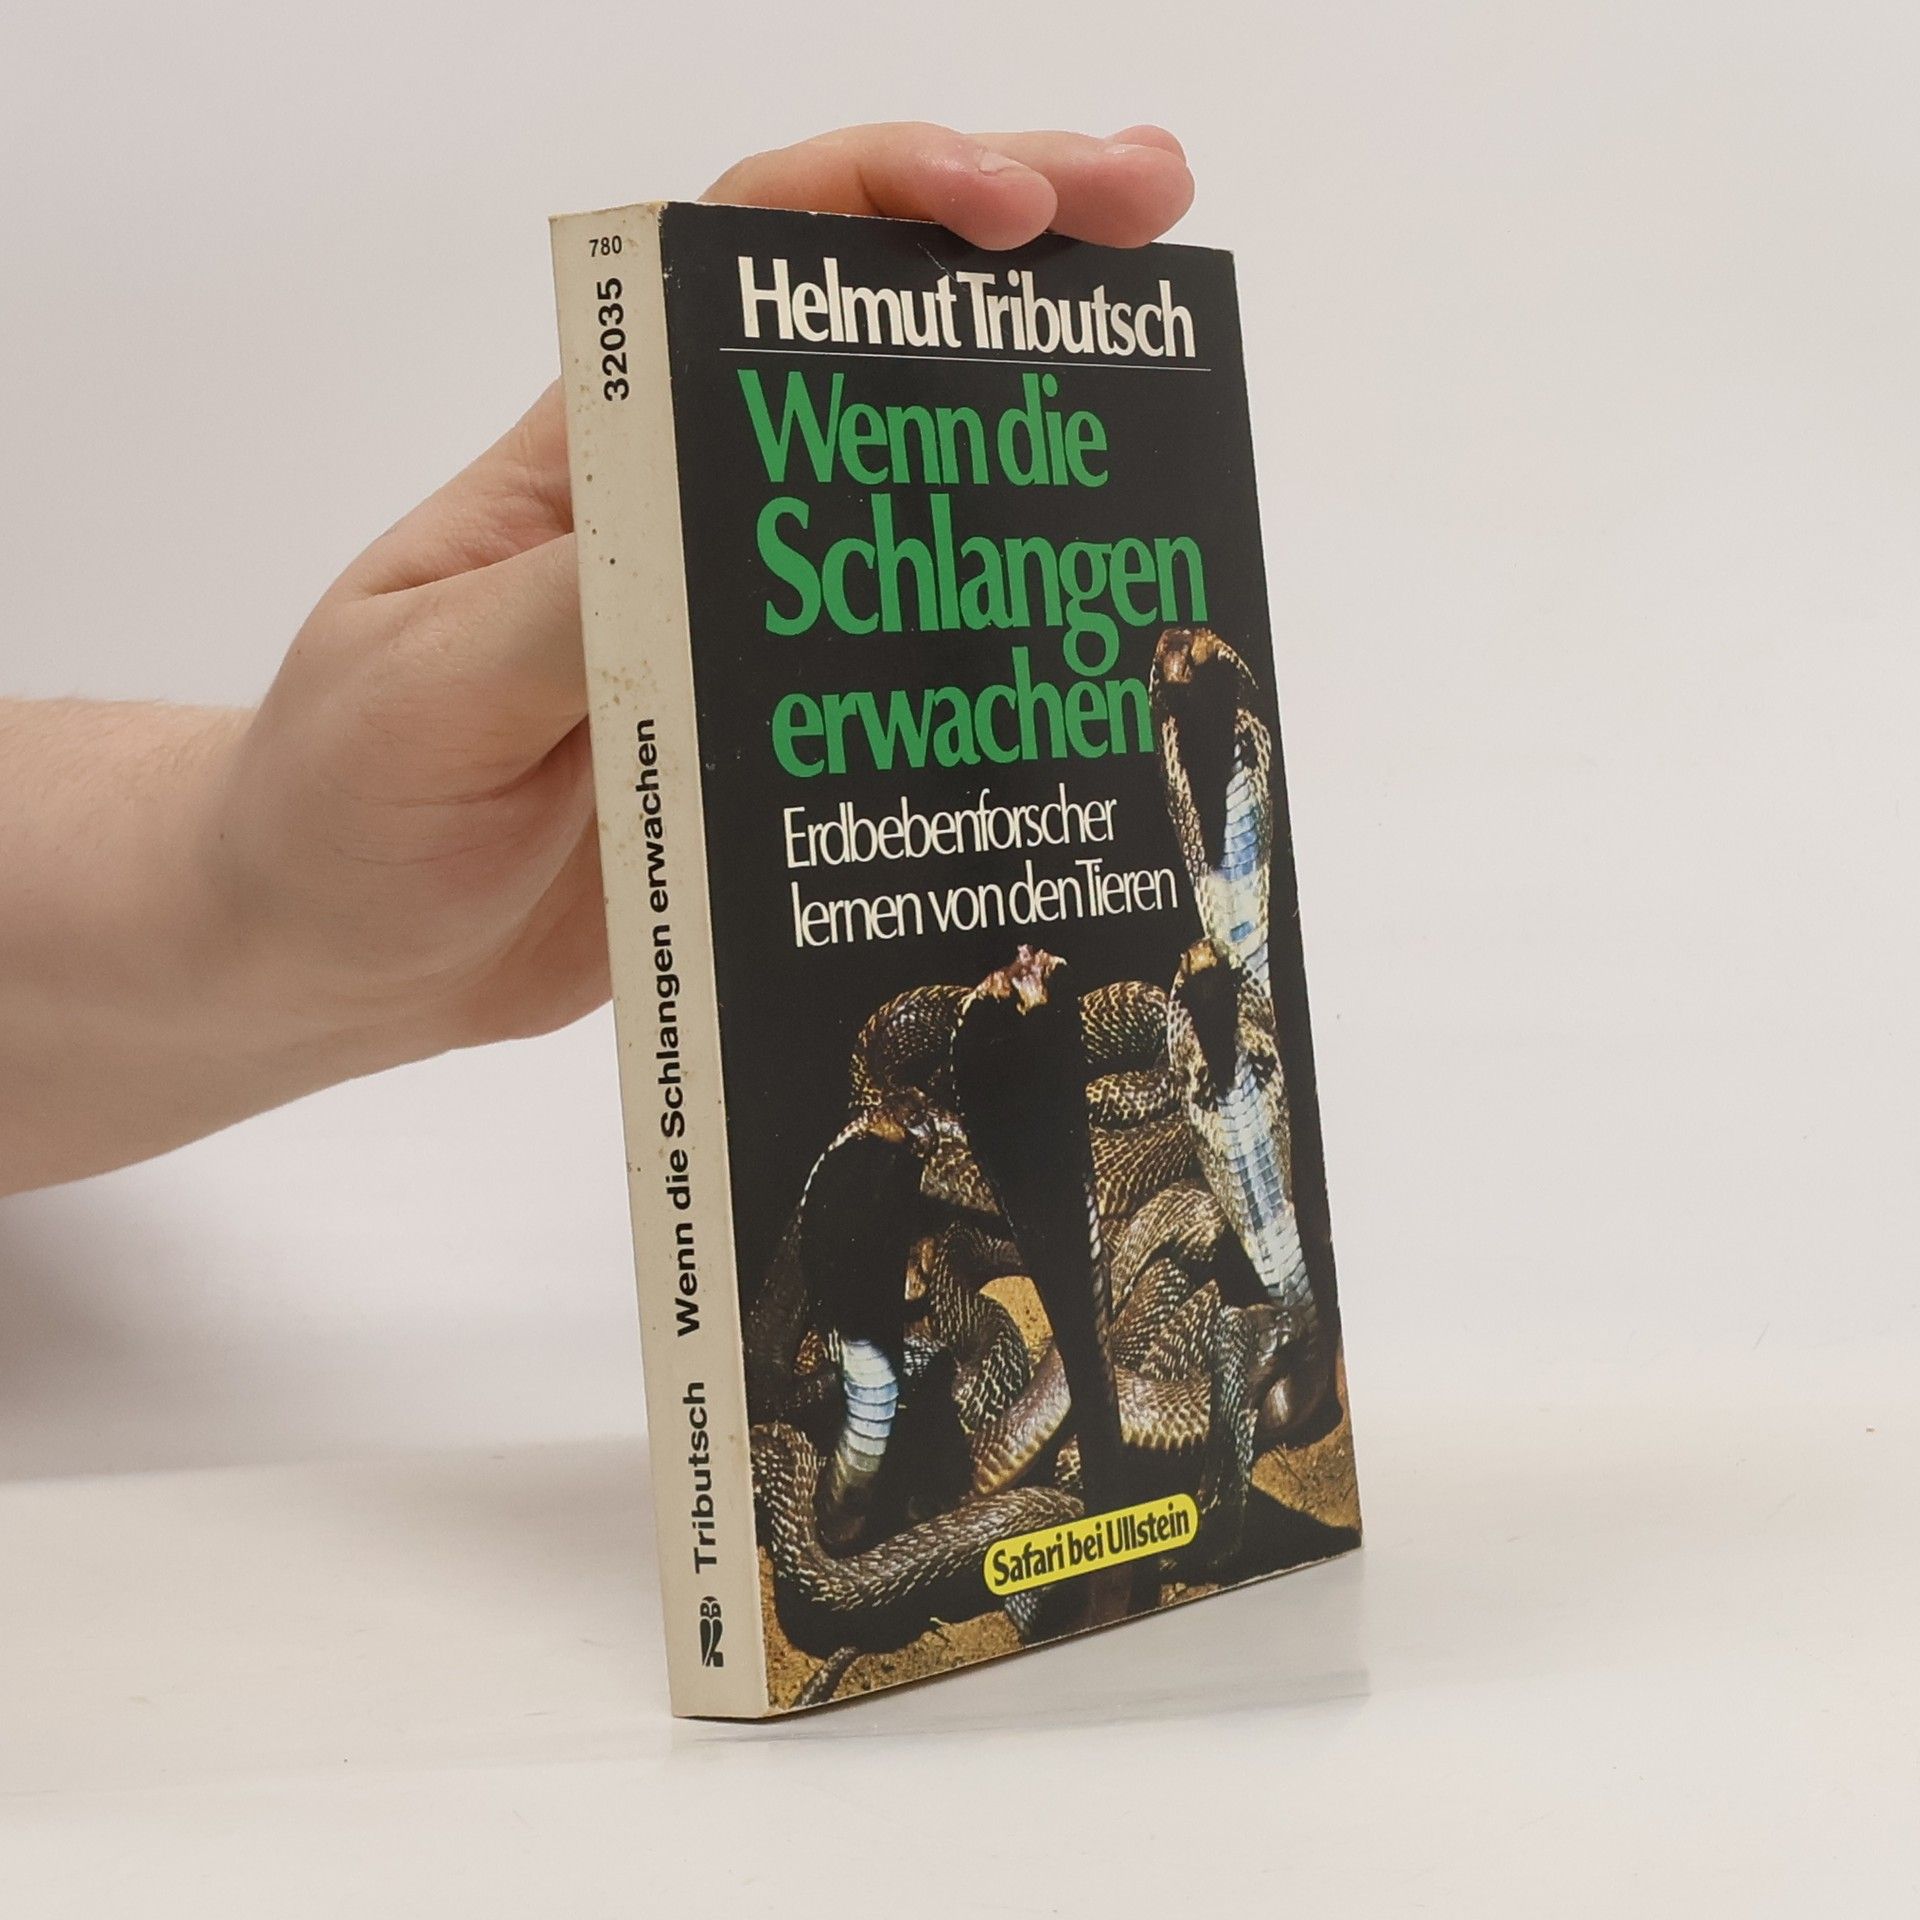 780
32035
Tributsch Wenn die Schlangen erwachen
Helmut Tributsch
Wenn die
Schlangen
erwachen
Erdbebenforscher
lernen von den Tieren
Safari bei Ullstein